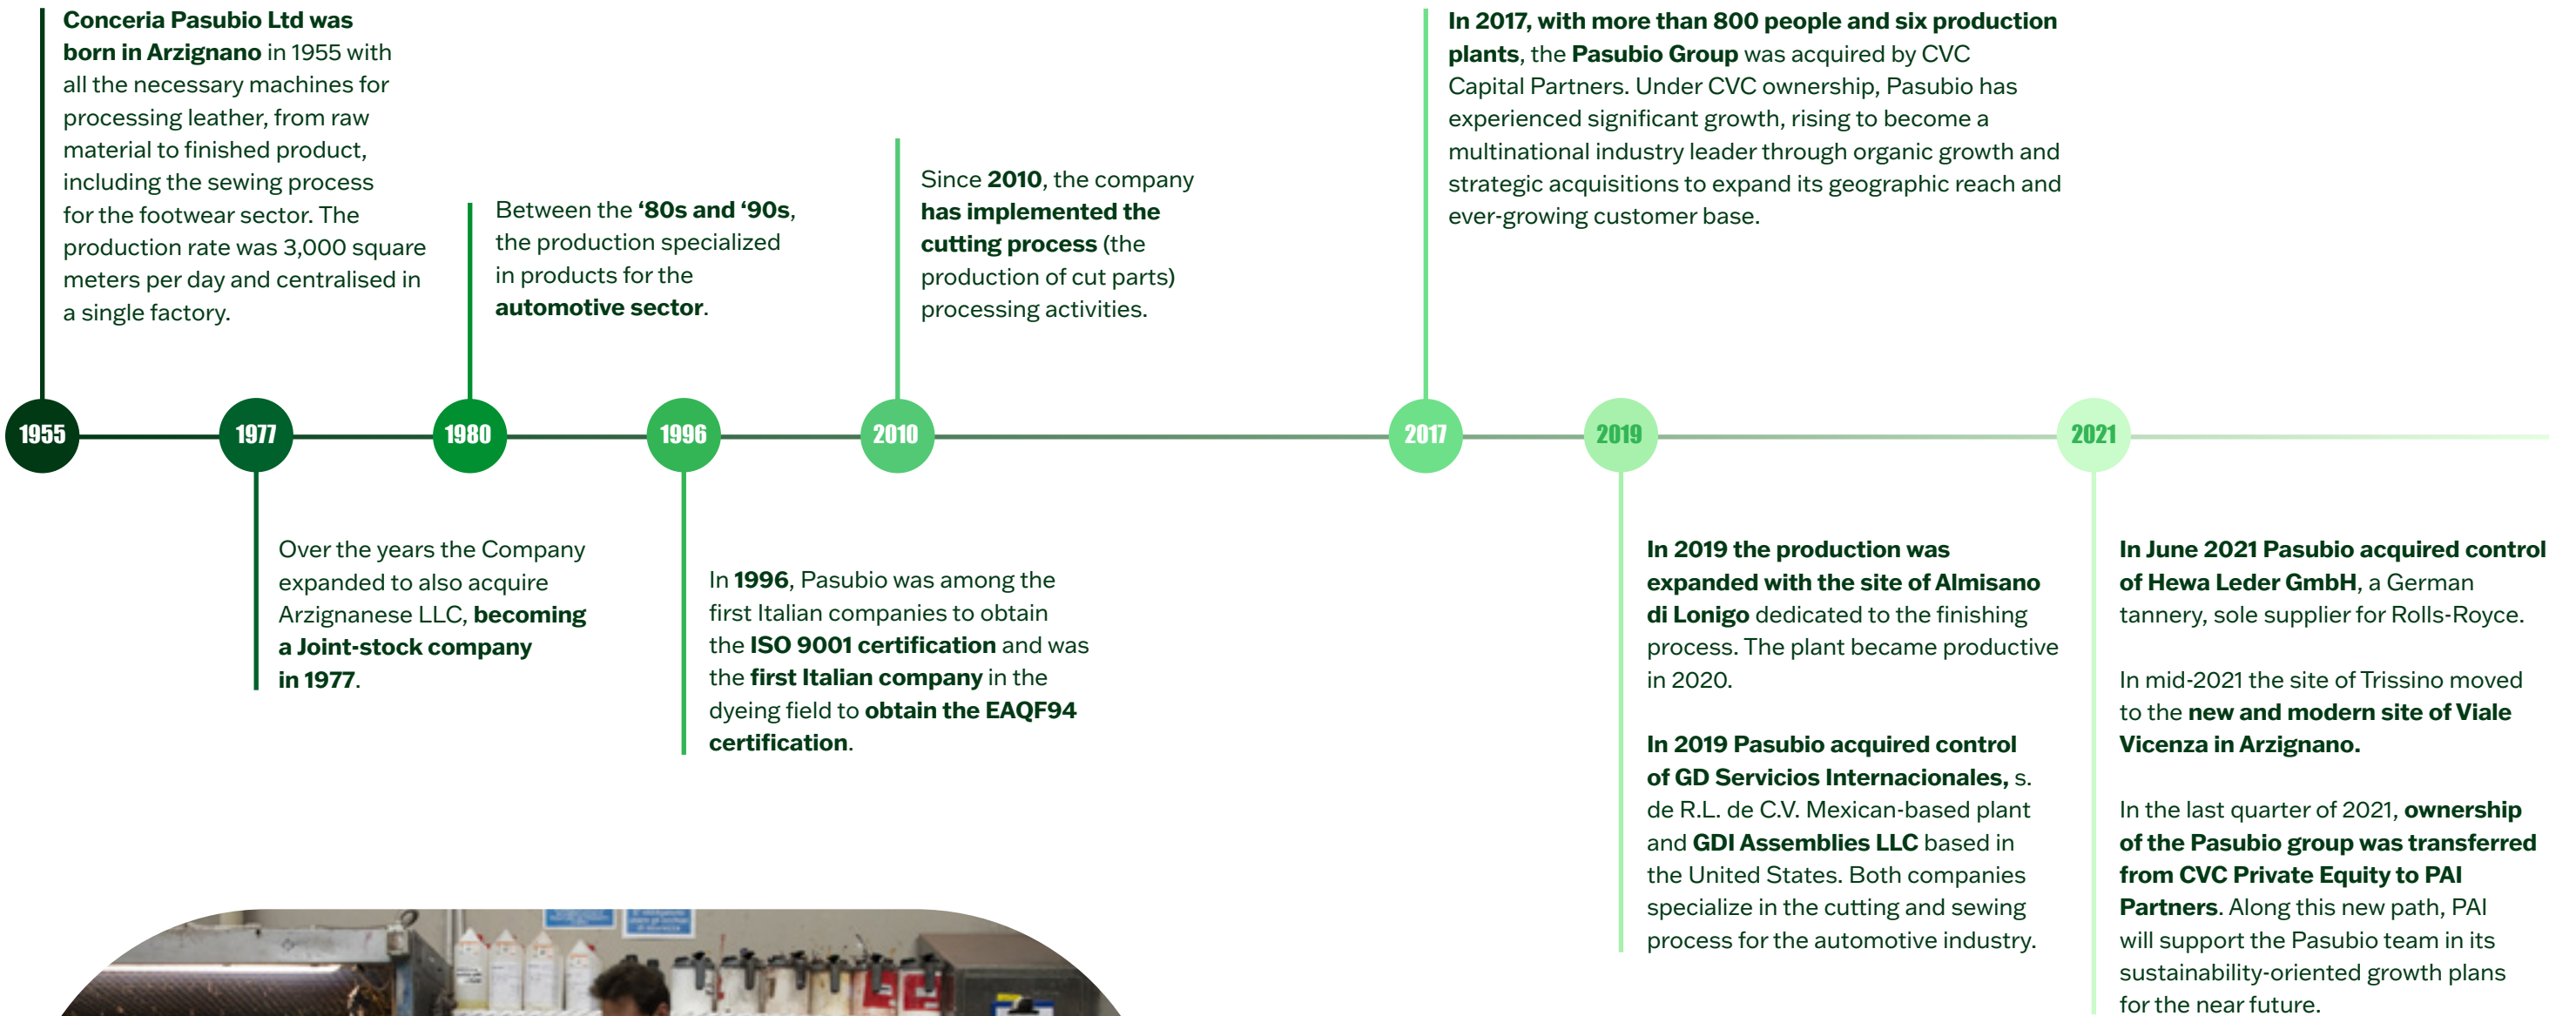 Conceria Pasubio Ltd was
born in Arzignano in 1955 with
all the necessary machines for
processing leather, from raw
material to finished product,
including the sewing process
for the footwear sector. The
production rate was 3,000 square
meters per day and centralised in
a single factory.
Between the ‘80s and ‘90s,
the production specialized
in products for the
automotive sector.
Since 2010, the company
has implemented the
cutting process (the
production of cut parts)
processing activities.
In 2017, with more than 800 people and six production
plants, the Pasubio Group was acquired by CVC
Capital Partners. Under CVC ownership, Pasubio has
experienced significant growth, rising to become a
multinational industry leader through organic growth and
strategic acquisitions to expand its geographic reach and
ever-growing customer base.
1955
1977
1980
1996
2010
2017
2019
2021
Over the years the Company
expanded to also acquire
Arzignanese LLC, becoming
a Joint-stock company
in 1977.
In 1996, Pasubio was among the
first Italian companies to obtain
the ISO 9001 certification and was
the first Italian company in the
dyeing field to obtain the EAQF94
certification.
In 2019 the production was
expanded with the site of Almisano
di Lonigo dedicated to the finishing
process. The plant became productive
in 2020.
In 2019 Pasubio acquired control
of GD Servicios Internacionales, s.
de R.L. de C.V. Mexican-based plant
and GDI Assemblies LLC based in
the United States. Both companies
specialize in the cutting and sewing
process for the automotive industry.
In June 2021 Pasubio acquired control
of Hewa Leder GmbH, a German
tannery, sole supplier for Rolls-Royce.
In mid-2021 the site of Trissino moved
to the new and modern site of Viale
Vicenza in Arzignano.
In the last quarter of 2021, ownership
of the Pasubio group was transferred
from CVC Private Equity to PAI
Partners. Along this new path, PAI
will support the Pasubio team in its
sustainability-oriented growth plans
for the near future.